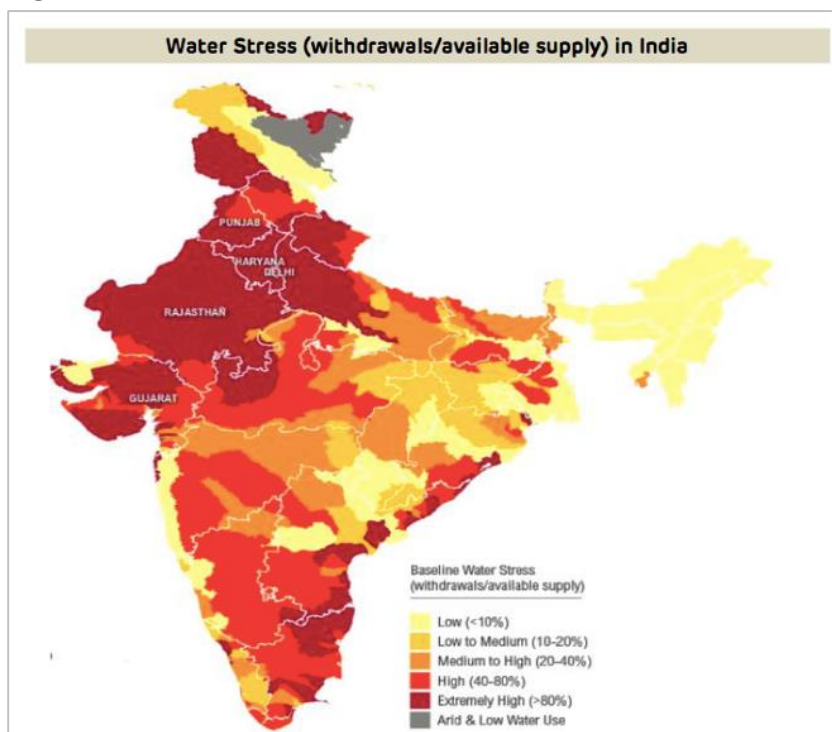 Water Stress (withdrawals/available supply) in India
PUNJAB
HARYANA
DELHI
RAJASTHAN
GUJARAT
Baseline Water Stress
(withdrawals/available supply)
Low (<10%)
Low to Medium (10-20%)
Medium to High (20-40%)
High (40-80%)
Extremely High (>80%)
Arid & Low Water Use